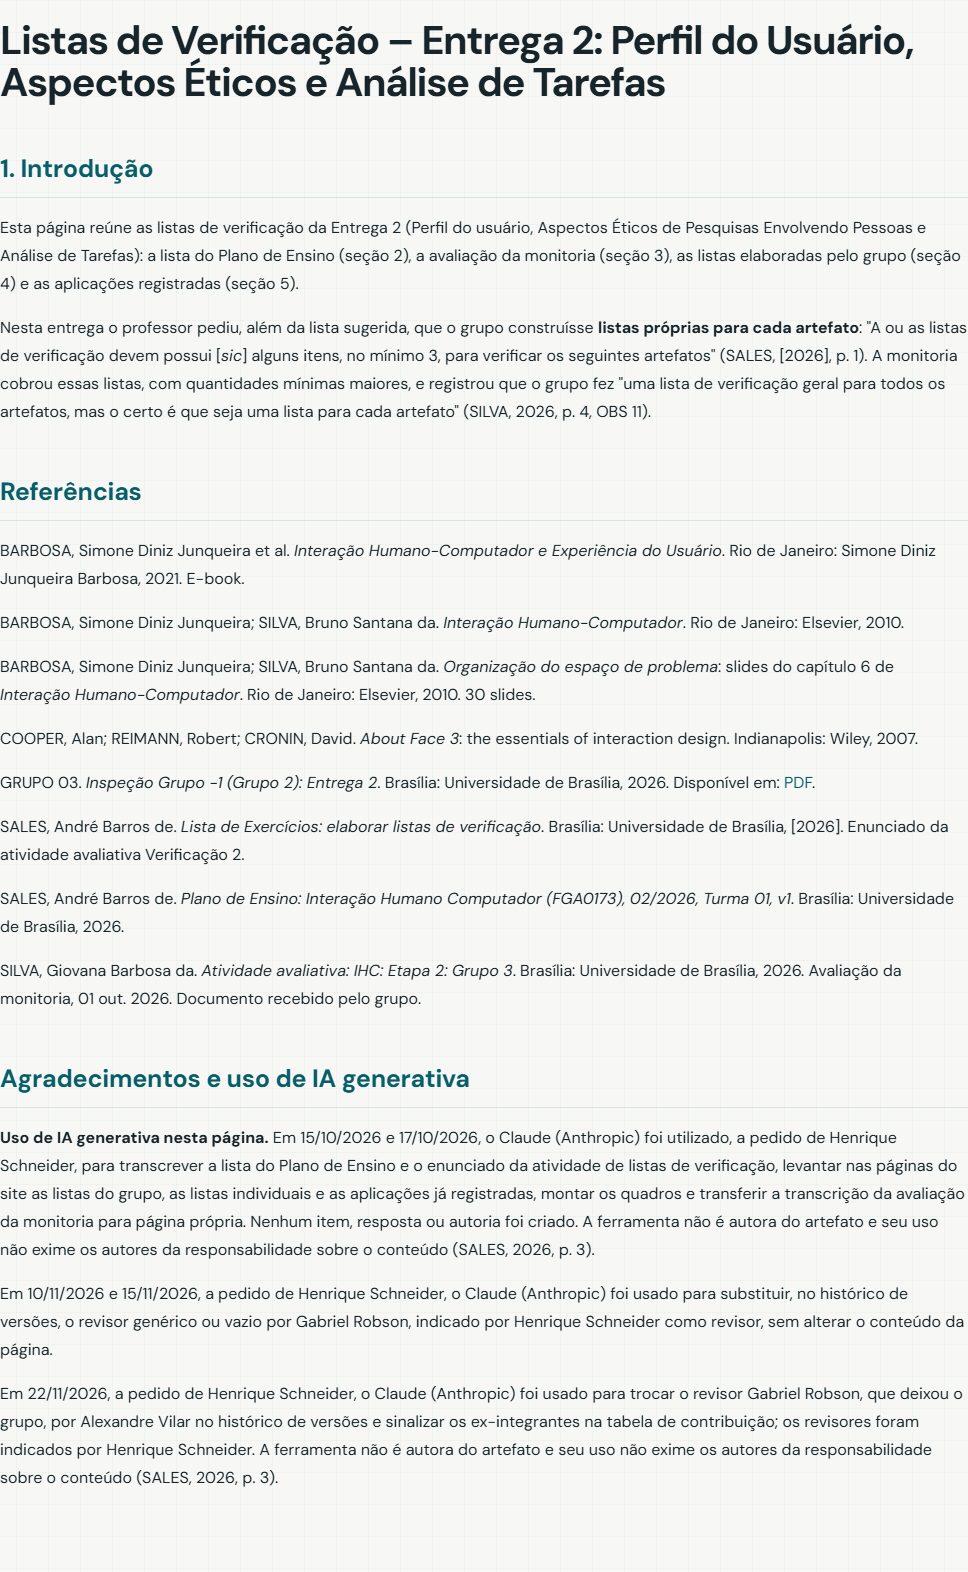 Listas de Verificação – Entrega 2: Perfil do Usuário,
Aspectos Éticos e Análise de Tarefas
1. Introdução
Esta página reúne as listas de verificação da Entrega 2 (Perfil do usuário, Aspectos Éticos de Pesquisas Envolvendo Pessoas e
Análise de Tarefas): a lista do Plano de Ensino (seção 2), a avaliação da monitoria (seção 3), as listas elaboradas pelo grupo (seção
4) e as aplicações registradas (seção 5).
Nesta entrega o professor pediu, além da lista sugerida, que o grupo construísse listas próprias para cada artefato: "A ou as listas
de verificação devem possui [sic] alguns itens, no mínimo 3, para verificar os seguintes artefatos" (SALES, [2026], p. 1). A monitoria
cobrou essas listas, com quantidades mínimas maiores, e registrou que o grupo fez "uma lista de verificação geral para todos os
artefatos, mas o certo é que seja uma lista para cada artefato" (SILVA, 2026, p. 4, OBS 11).
Referências
BARBOSA, Simone Diniz Junqueira et al. Interação Humano-Computador e Experiência do Usuário. Rio de Janeiro: Simone Diniz
Junqueira Barbosa, 2021. E-book.
BARBOSA, Simone Diniz Junqueira; SILVA, Bruno Santana da. Interação Humano-Computador. Rio de Janeiro: Elsevier, 2010.
BARBOSA, Simone Diniz Junqueira; SILVA, Bruno Santana da. Organização do espaço de problema: slides do capítulo 6 de
Interação Humano-Computador. Rio de Janeiro: Elsevier, 2010. 30 slides.
COOPER, Alan; REIMANN, Robert; CRONIN, David. About Face 3: the essentials of interaction design. Indianapolis: Wiley, 2007.
GRUPO 03. Inspeção Grupo -1 (Grupo 2): Entrega 2. Brasília: Universidade de Brasília, 2026. Disponível em: PDF.
SALES, André Barros de. Lista de Exercícios: elaborar listas de verificação. Brasília: Universidade de Brasília, [2026]. Enunciado da
atividade avaliativa Verificação 2.
SALES, André Barros de. Plano de Ensino: Interação Humano Computador (FGA0173), 02/2026, Turma 01, v1. Brasília: Universidade
de Brasília, 2026.
SILVA, Giovana Barbosa da. Atividade avaliativa: IHC: Etapa 2: Grupo 3. Brasília: Universidade de Brasília, 2026. Avaliação da
monitoria, 01 out. 2026. Documento recebido pelo grupo.
Agradecimentos e uso de IA generativa
Uso de IA generativa nesta página. Em 15/10/2026 e 17/10/2026, o Claude (Anthropic) foi utilizado, a pedido de Henrique
Schneider, para transcrever a lista do Plano de Ensino e o enunciado da atividade de listas de verificação, levantar nas páginas do
site as listas do grupo, as listas individuais e as aplicações já registradas, montar os quadros e transferir a transcrição da avaliação
da monitoria para página própria. Nenhum item, resposta ou autoria foi criado. A ferramenta não é autora do artefato e seu uso
não exime os autores da responsabilidade sobre o conteúdo (SALES, 2026, p. 3).
Em 10/11/2026 e 15/11/2026, a pedido de Henrique Schneider, o Claude (Anthropic) foi usado para substituir, no histórico de
versões, o revisor genérico ou vazio por Gabriel Robson, indicado por Henrique Schneider como revisor, sem alterar o conteúdo da
página.
Em 22/11/2026, a pedido de Henrique Schneider, o Claude (Anthropic) foi usado para trocar o revisor Gabriel Robson, que deixou o
grupo, por Alexandre Vilar no histórico de versões e sinalizar os ex-integrantes na tabela de contribuição; os revisores foram
indicados por Henrique Schneider. A ferramenta não é autora do artefato e seu uso não exime os autores da responsabilidade
sobre o conteúdo (SALES, 2026, p. 3).